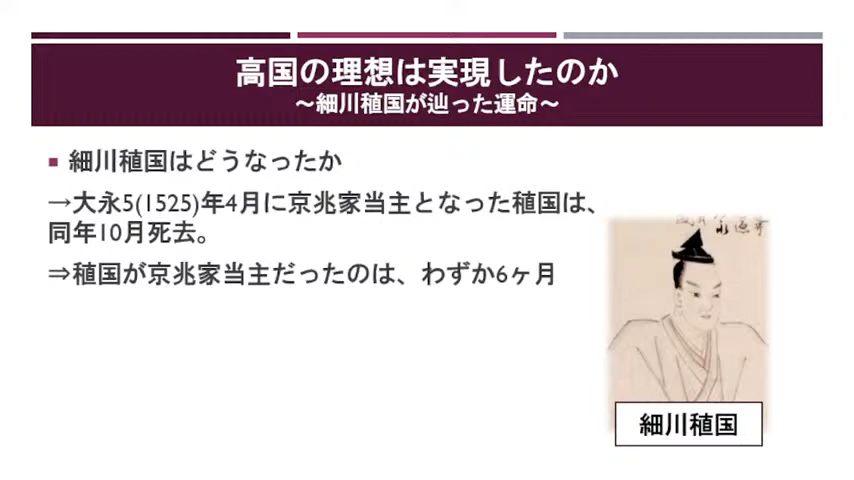 高国の理想は実現したのか
～細川稙国が辿った運命～
■ 細川稙国はどうなったか
→大永5(1525)年4月に京兆家当主となった稙国は、
同年10月死去。
⇒稙国が京兆家当主だったのは、わずか6ヶ月
細川稙国